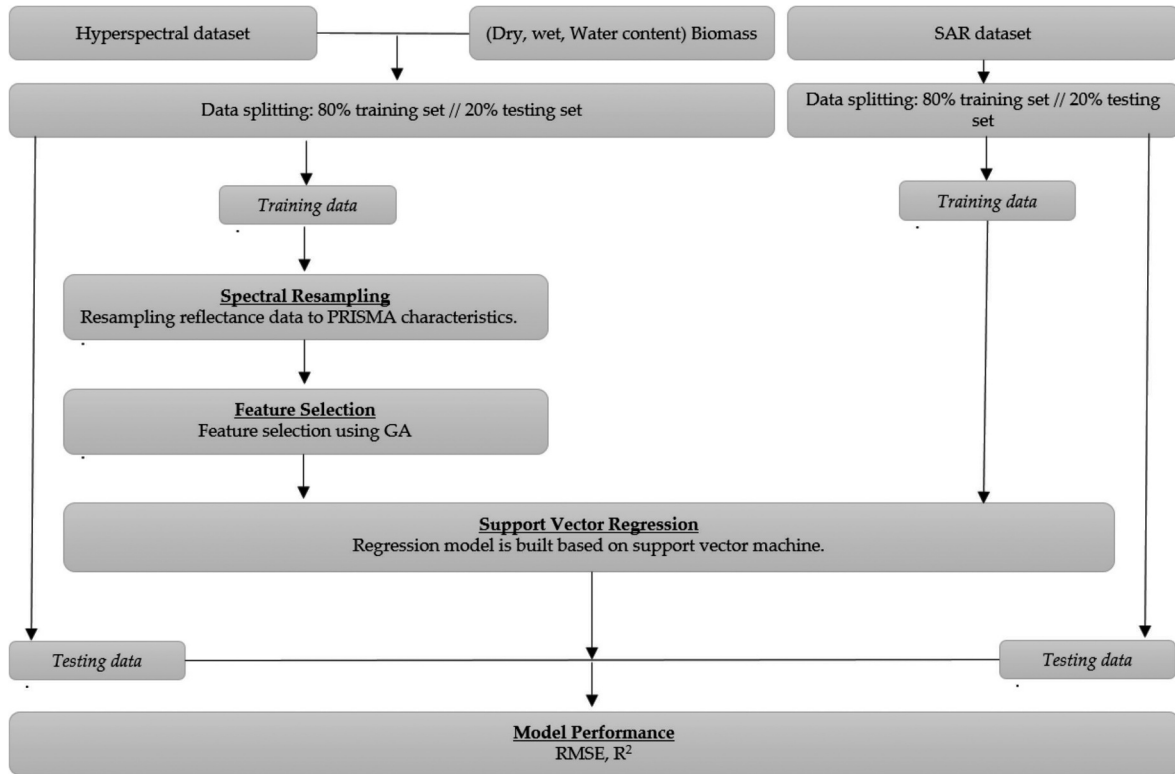 Hyperspectral dataset
(Dry, wet, Water content) Biomass
SAR dataset
Data splitting: 80% training set // 20% testing set
Data splitting: 80% training set // 20% testing
set
Training data
Training data
Spectral Resampling
Resampling reflectance data to PRISMA characteristics.
Feature Selection
Feature selection using GA
Support Vector Regression
Regression model is built based on support vector machine.
Testing data
Testing data
Model Performance
RMSE, R²